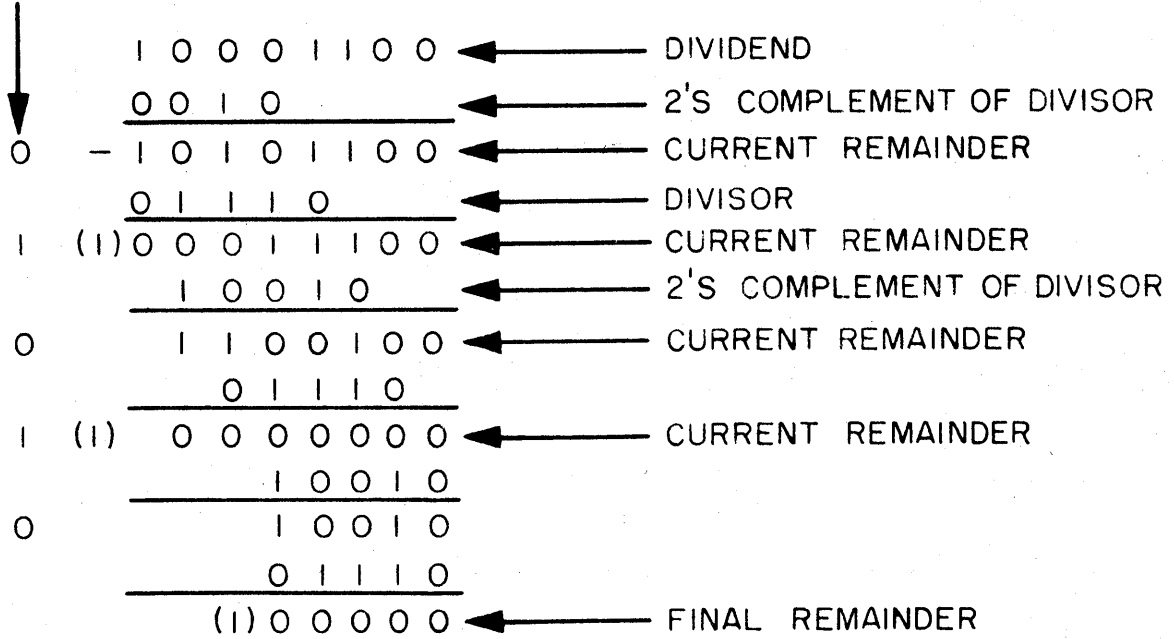 1 0 0 0 1 1 0 0 DIVIDEND
0 0 1 0 2'S COMPLEMENT OF DIVISOR
0 - 1 0 1 0 1 1 0 0 CURRENT REMAINDER
0 1 1 1 0 DIVISOR
1 (1) 0 0 0 1 1 1 0 0 CURRENT REMAINDER
1 0 0 1 0 2'S COMPLEMENT OF DIVISOR
0 1 1 0 0 1 0 0 CURRENT REMAINDER
0 1 1 1 0
1 (1) 0 0 0 0 0 0 0 CURRENT REMAINDER
1 0 0 1 0
0 1 0 0 1 0
0 1 1 1 0
(1) 0 0 0 0 0 FINAL REMAINDER